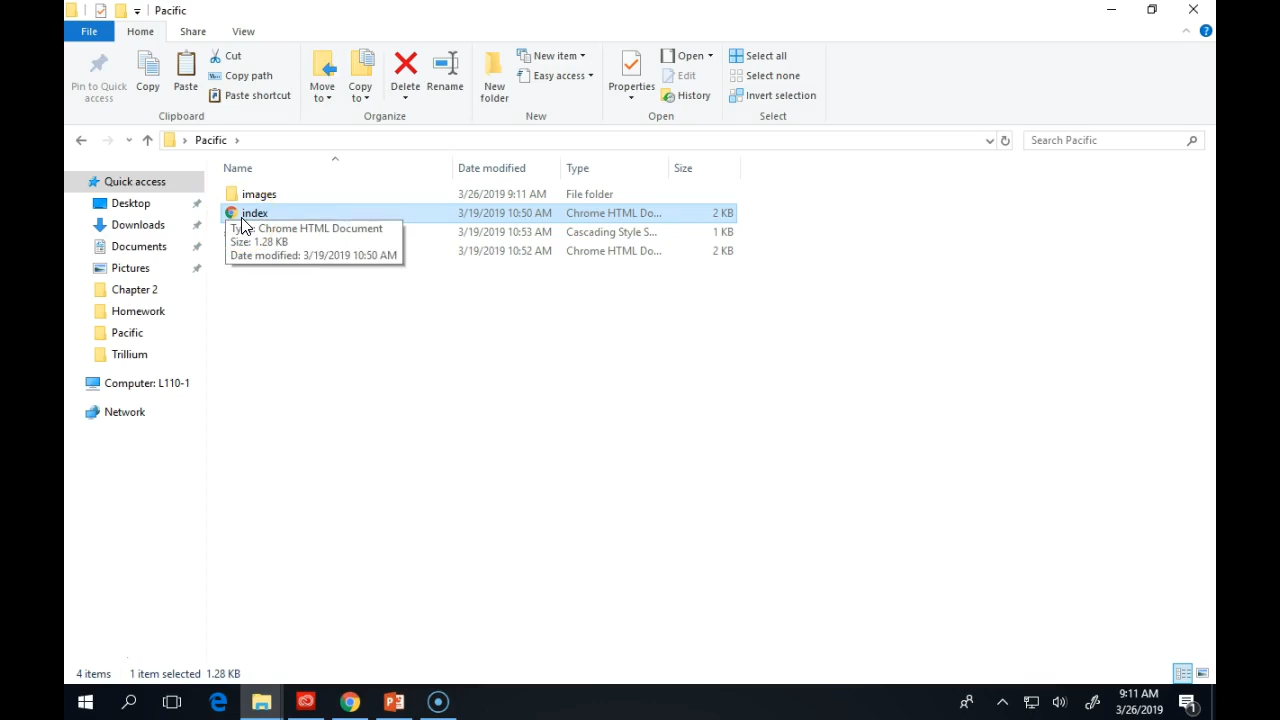 Pacific
File Home Share View
Pin to Quick access
Copy
Paste
Cut
Copy path
Paste shortcut
Clipboard
Move to
Copy to
Delete
Rename
Organize
New folder
New item
Easy access
New
Properties
Open
Edit
History
Open
Select all
Select none
Invert selection
Select
Pacific
Search Pacific
Name Date modified Type Size
images 3/26/2019 9:11 AM File folder
index 3/19/2019 10:50 AM Chrome HTML Do... 2 KB
3/19/2019 10:53 AM Cascading Style S... 1 KB
3/19/2019 10:52 AM Chrome HTML Do... 2 KB
Chrome HTML Document
Size: 1.28 KB
Date modified: 3/19/2019 10:50 AM
Quick access
Desktop
Downloads
Documents
Pictures
Chapter 2
Homework
Pacific
Trillium
Computer: L110-1
Network
4 items 1 item selected 1.28 KB
9:11 AM
3/26/2019
1